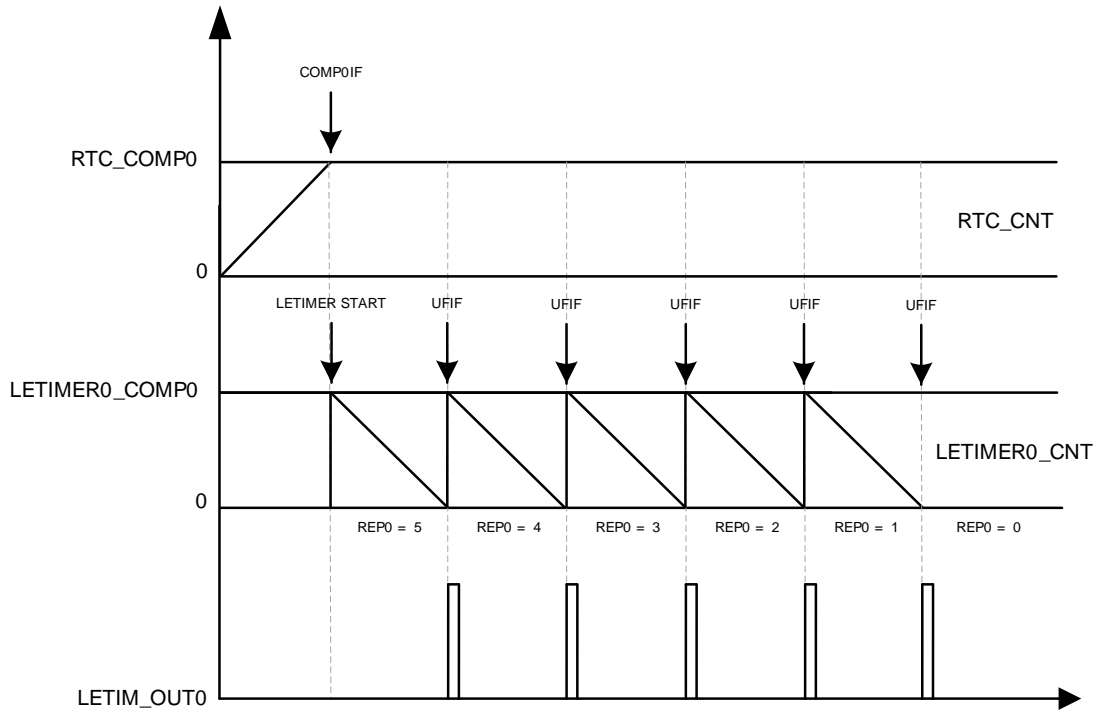 COMP0IF
RTC_COMP0
RTC_CNT
0
LETIMER START UFIF UFIF UFIF UFIF UFIF
LETIMER0_COMP0
LETIMER0_CNT
0
REP0 = 5 REP0 = 4 REP0 = 3 REP0 = 2 REP0 = 1 REP0 = 0
LETIM_OUT0